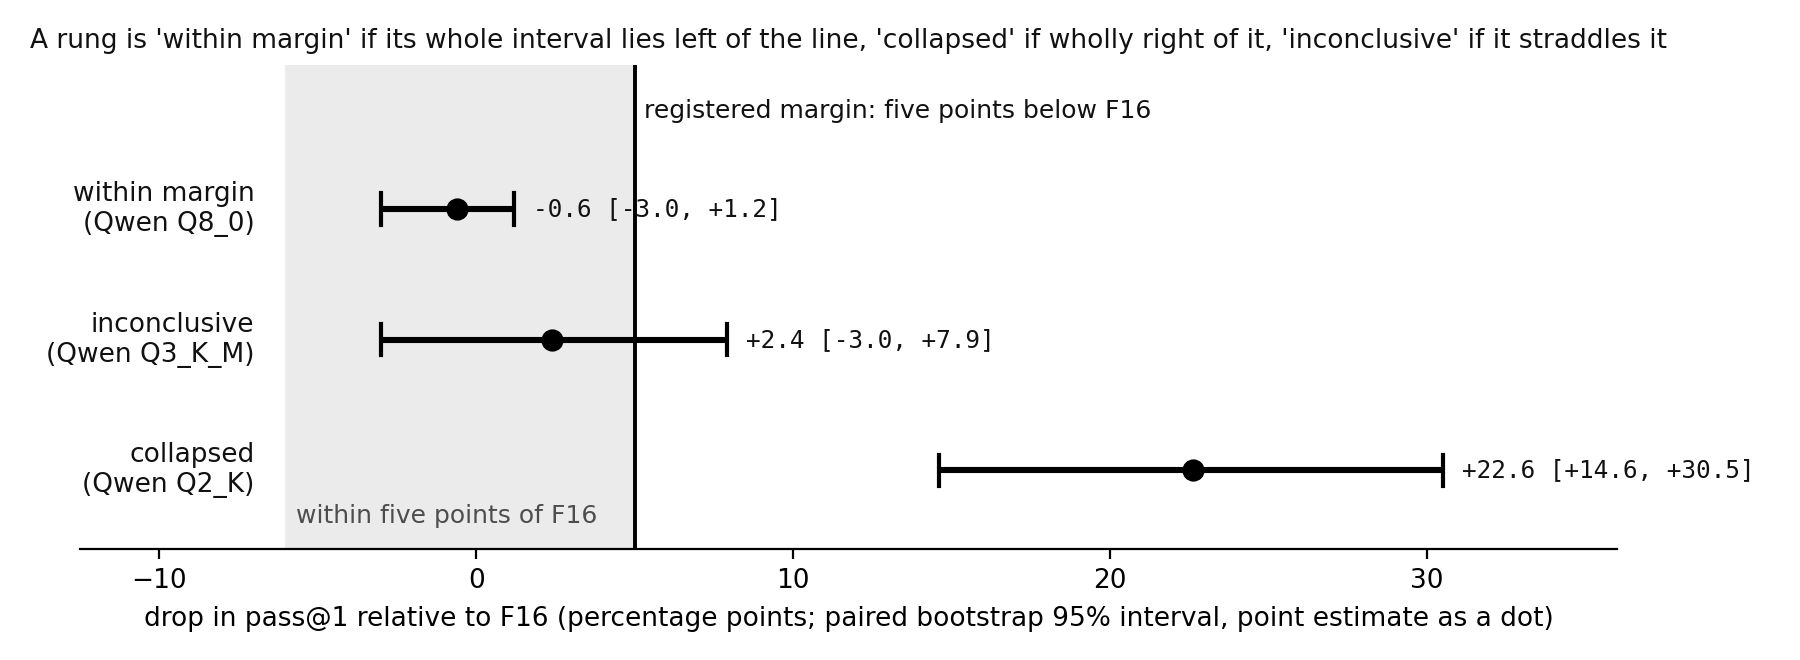 A rung is 'within margin' if its whole interval lies left of the line, 'collapsed' if wholly right of it, 'inconclusive' if it straddles it
registered margin: five points below F16
within margin
(Qwen Q8_0)
-0.6 [-3.0, +1.2]
inconclusive
(Qwen Q3_K_M)
+2.4 [-3.0, +7.9]
collapsed
(Qwen Q2_K)
+22.6 [+14.6, +30.5]
within five points of F16
−10 0 10 20 30
drop in pass@1 relative to F16 (percentage points; paired bootstrap 95% interval, point estimate as a dot)